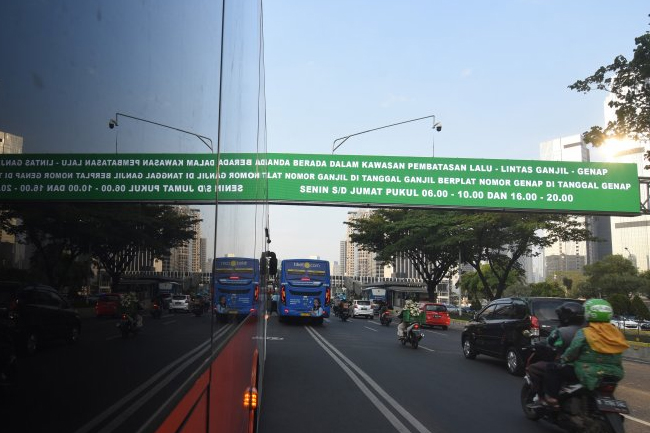 ANDA BERADA DALAM KAWASAN PEMBATASAN LALU - LINTAS GANJIL - GENAP
NOMOR GANJIL DI TANGGAL GANJIL BERPLAT NOMOR GENAP DI TANGGAL GENAP
SENIN S/D JUMAT PUKUL 06.00 - 10.00 DAN 16.00 - 20.00